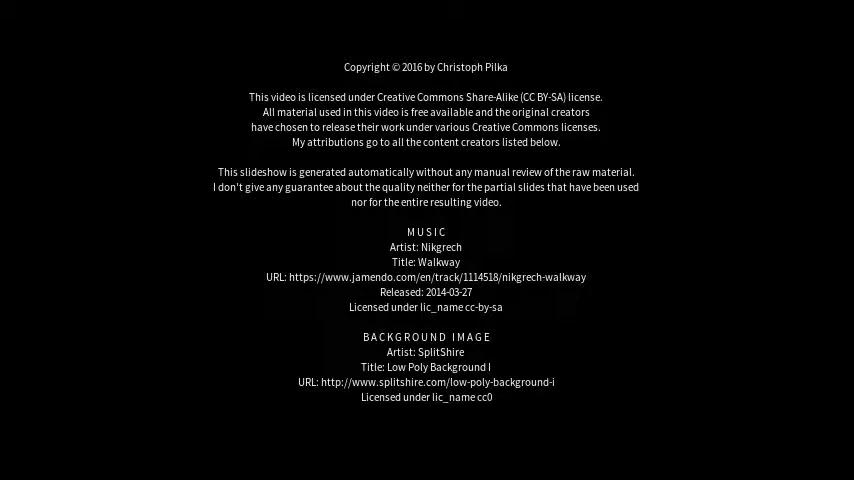 Copyright © 2016 by Christoph Pilka
This video is licensed under Creative Commons Share-Alike (CC BY-SA) license.
All material used in this video is free available and the original creators
have chosen to release their work under various Creative Commons licenses.
My attributions go to all the content creators listed below.
This slideshow is generated automatically without any manual review of the raw material.
I don't give any guarantee about the quality neither for the partial slides that have been used
nor for the entire resulting video.
M U S I C
Artist: Nikgrech
Title: Walkway
URL: https://www.jamendo.com/en/track/1114518/nikgrech-walkway
Released: 2014-03-27
Licensed under lic_name cc-by-sa
B A C K G R O U N D   I M A G E
Artist: SplitShire
Title: Low Poly Background I
URL: http://www.splitshire.com/low-poly-background-i
Licensed under lic_name cc0